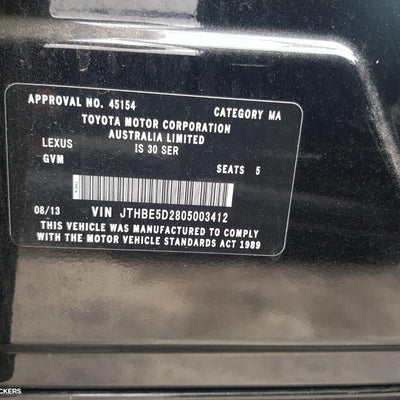 APPROVAL NO. 45154 CATEGORY MA
TOYOTA MOTOR CORPORATION
AUSTRALIA LIMITED
LEXUS IS 30 SER
GVM SEATS 5
08/13 VIN JTHBE5D2805003412
THIS VEHICLE WAS MANUFACTURED TO COMPLY
WITH THE MOTOR VEHICLE STANDARDS ACT 1989